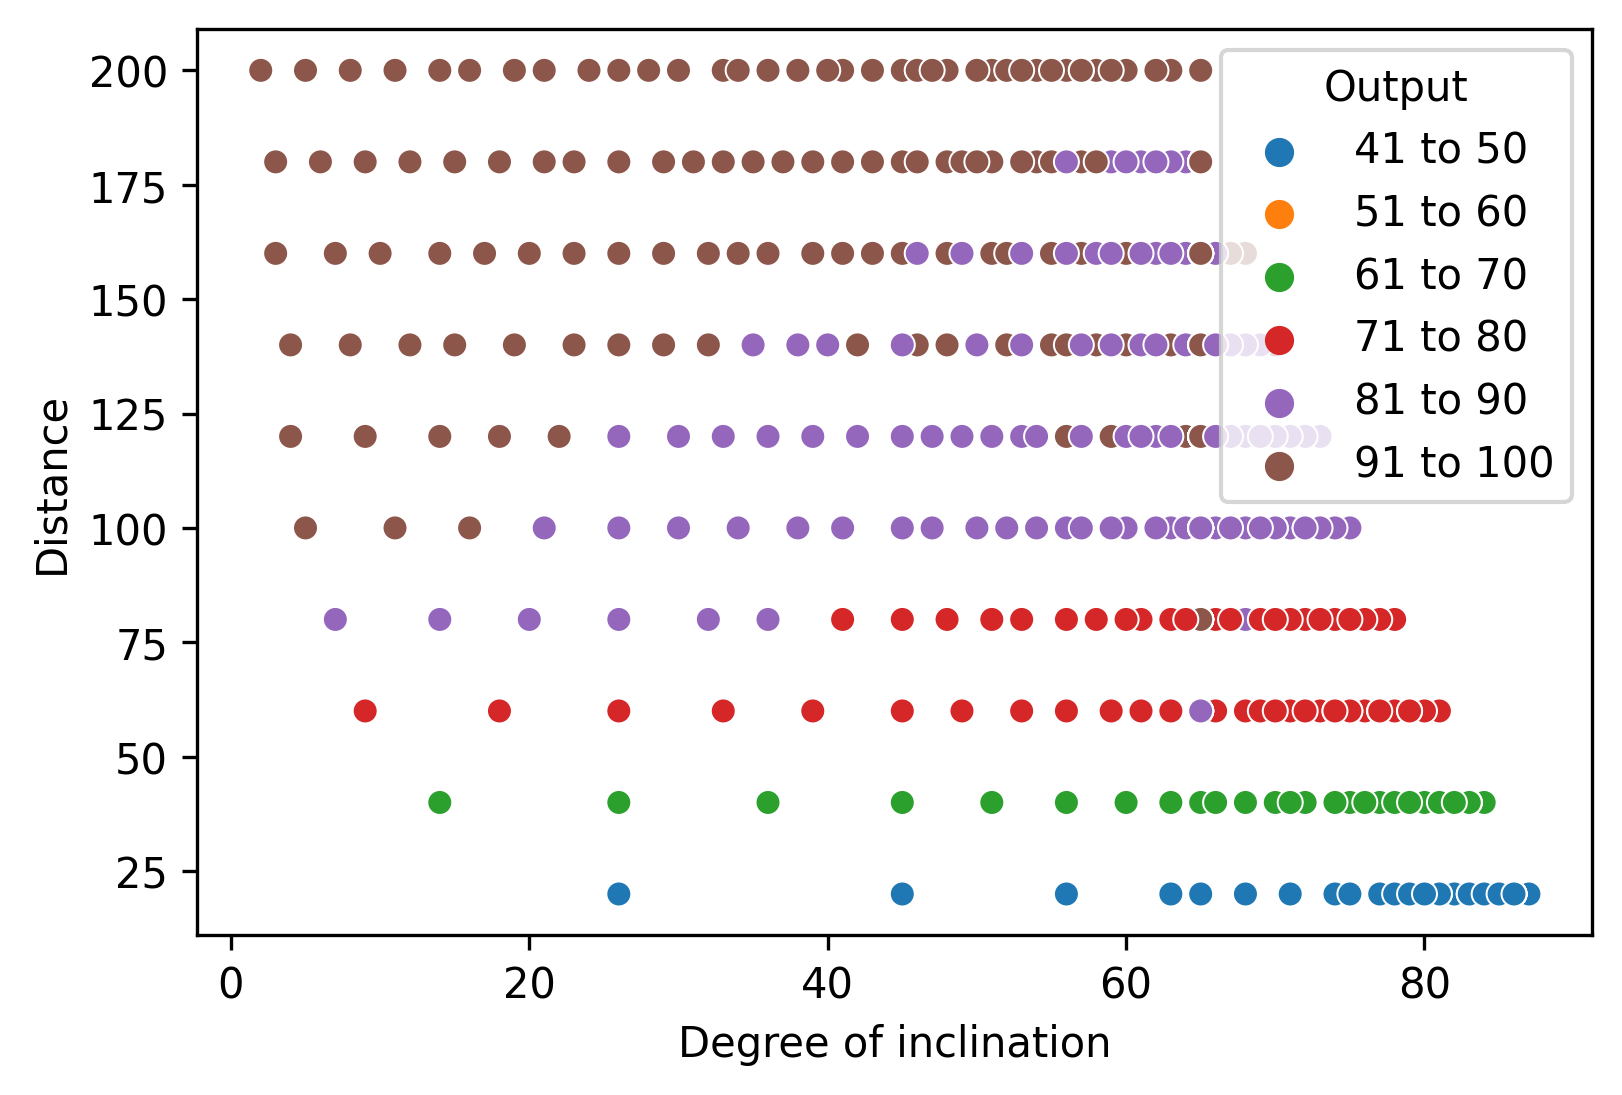 Output
41 to 50
51 to 60
61 to 70
71 to 80
81 to 90
91 to 100
200
175
150
125
100
75
50
25
Distance
0 20 40 60 80
Degree of inclination